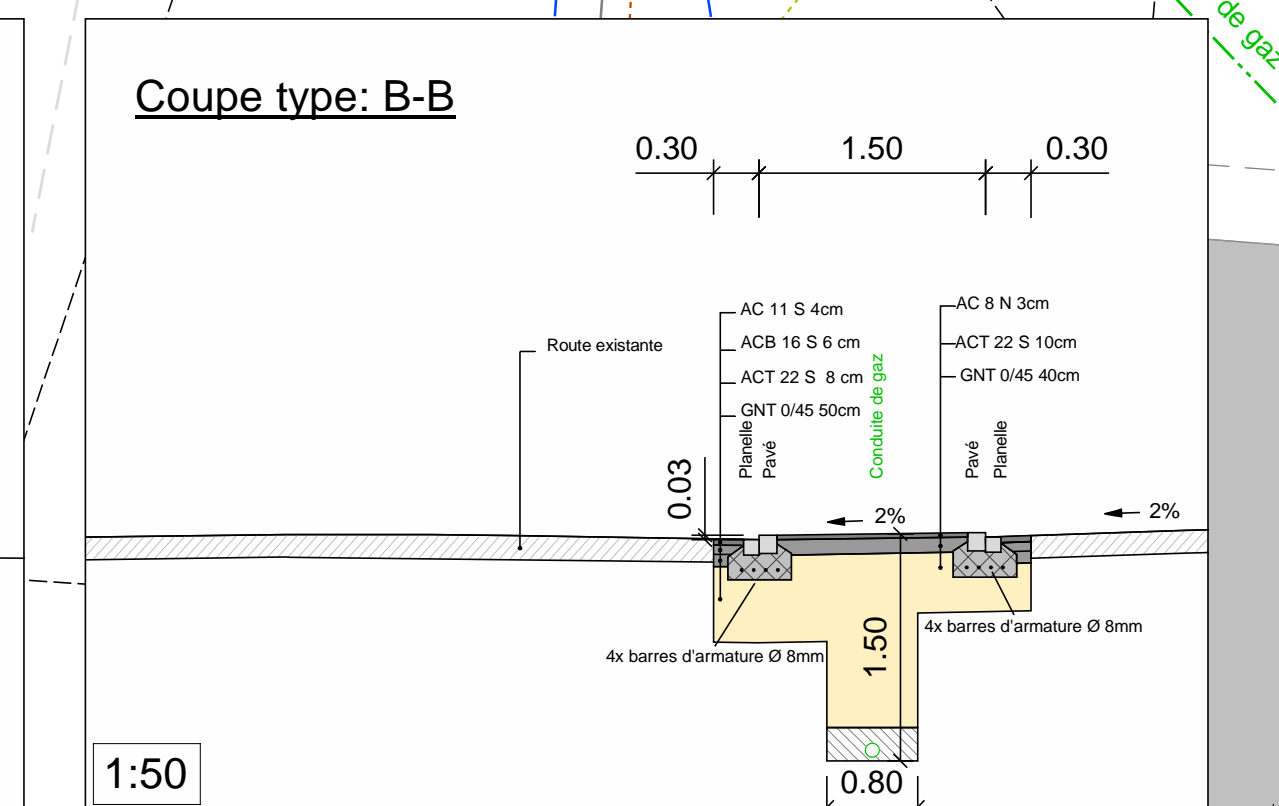 de gaz
Coupe type: B-B
0.30
1.50
0.30
AC 11 S 4cm
ACB 16 S 6 cm
ACT 22 S  8 cm
GNT 0/45 50cm
AC 8 N 3cm
ACT 22 S 10cm
GNT 0/45 40cm
Route existante
Conduite de gaz
Planelle
Pavé
Pavé
Planelle
0.03
2%
2%
4x barres d'armature Ø 8mm
4x barres d'armature Ø 8mm
1.50
1:50
0.80